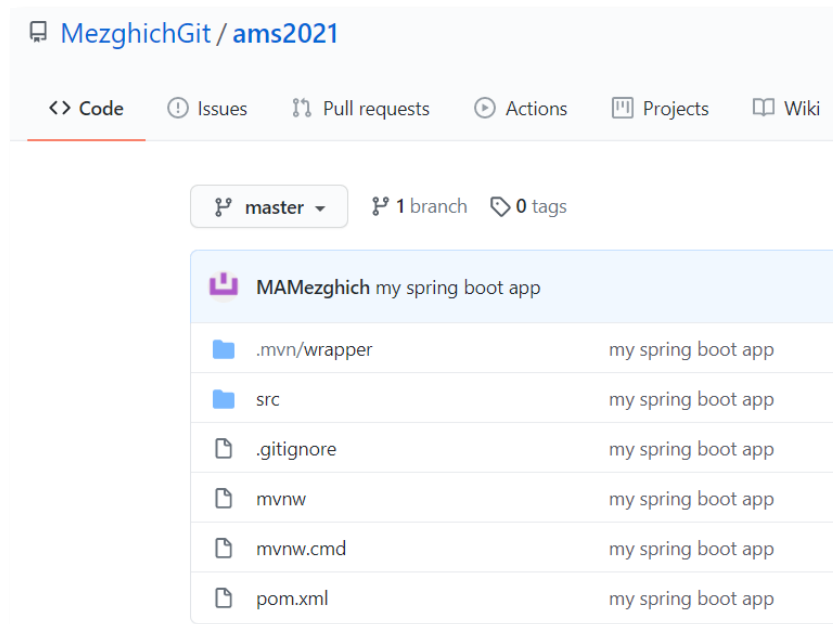 MezghichGit / ams2021
<> Code Issues Pull requests Actions Projects Wiki
master 1 branch 0 tags
MAMezghich my spring boot app
.mvn/wrapper my spring boot app
src my spring boot app
.gitignore my spring boot app
mvnw my spring boot app
mvnw.cmd my spring boot app
pom.xml my spring boot app